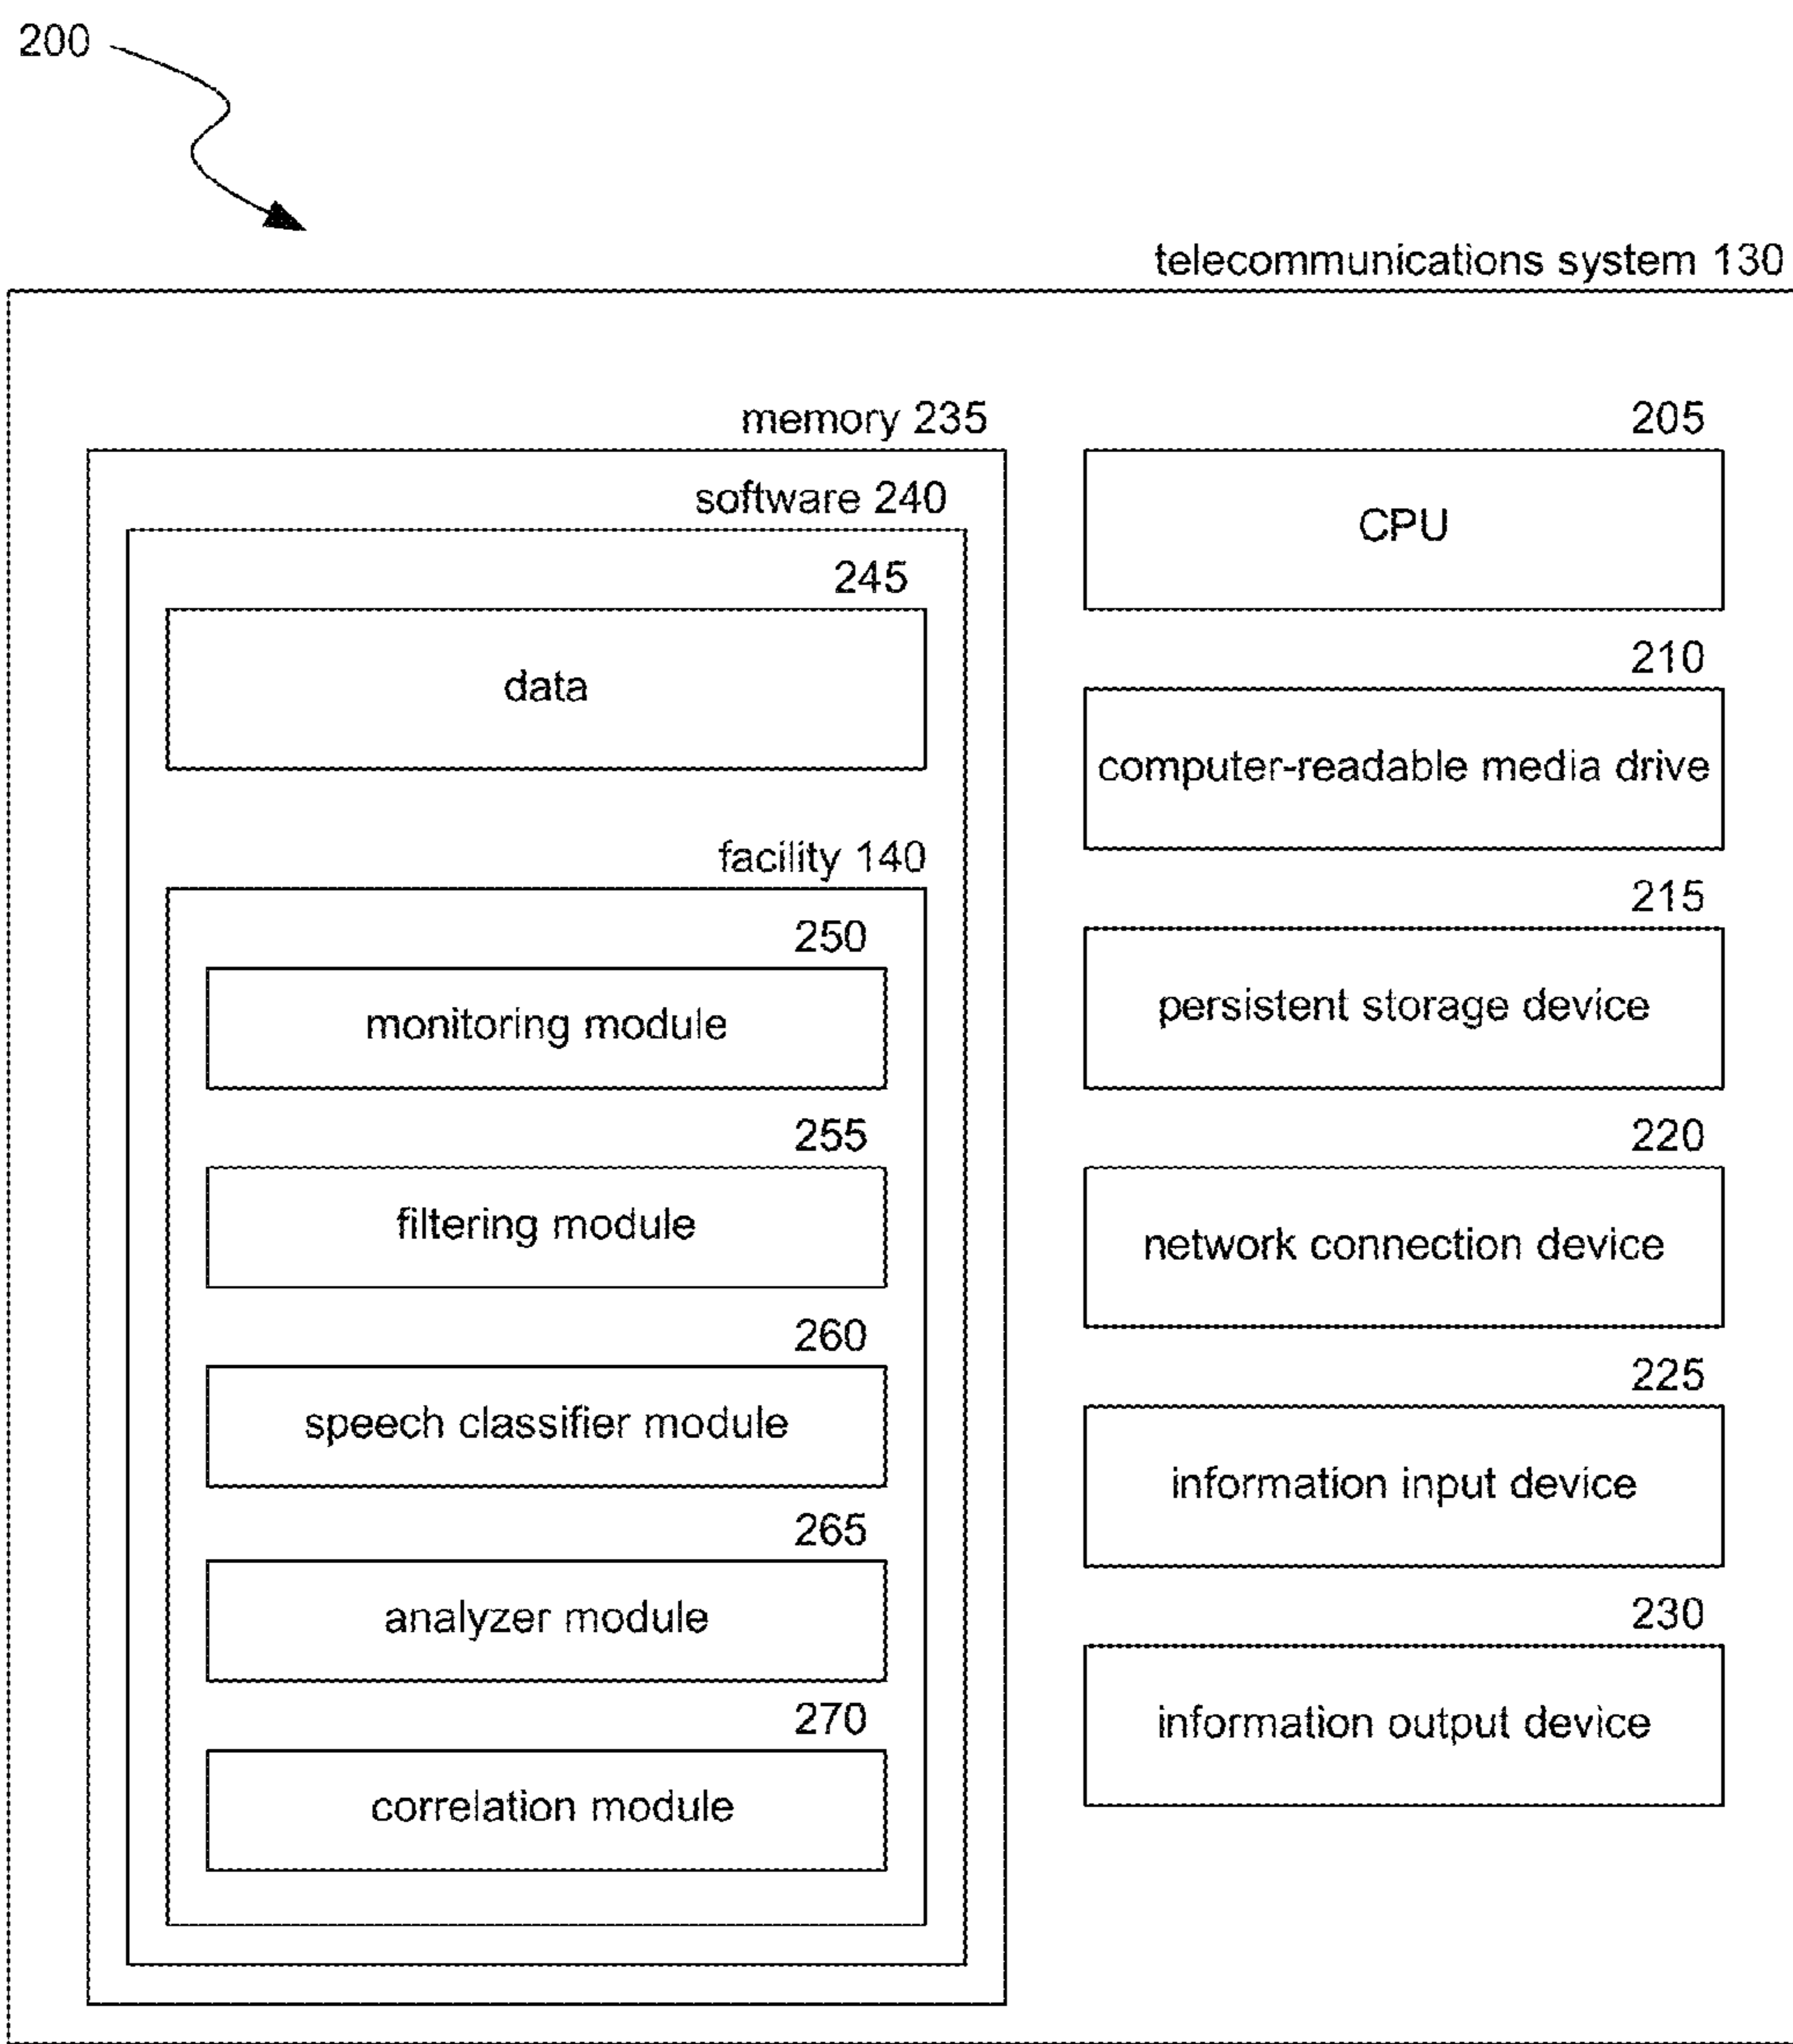 200
telecommunications system 130
memory 235
software 240
245
data
facility 140
250
monitoring module
255
filtering module
260
speech classifier module
265
analyzer module
270
correlation module
205
CPU
210
computer-readable media drive
215
persistent storage device
220
network connection device
225
information input device
230
information output device